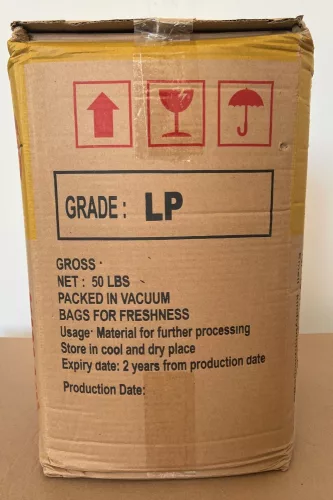 GRADE: LP
GROSS ·
NET : 50 LBS
PACKED IN VACUUM
BAGS FOR FRESHNESS
Usage· Material for further processing
Store in cool and dry place
Expiry date: 2 years from production date
Production Date: